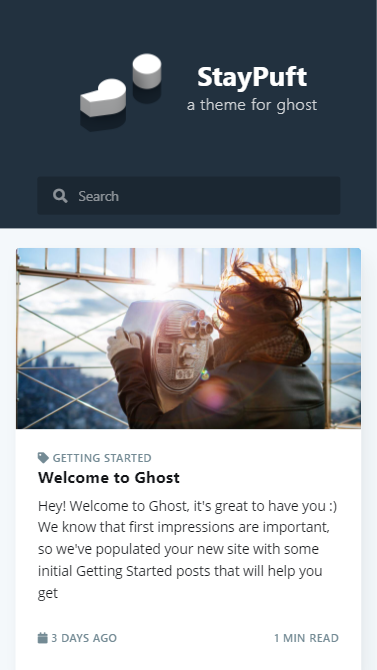 StayPuft
a theme for ghost
Search
GETTING STARTED
Welcome to Ghost
Hey! Welcome to Ghost, it's great to have you :)
We know that first impressions are important,
so we've populated your new site with some
initial Getting Started posts that will help you
get
3 DAYS AGO 1 MIN READ